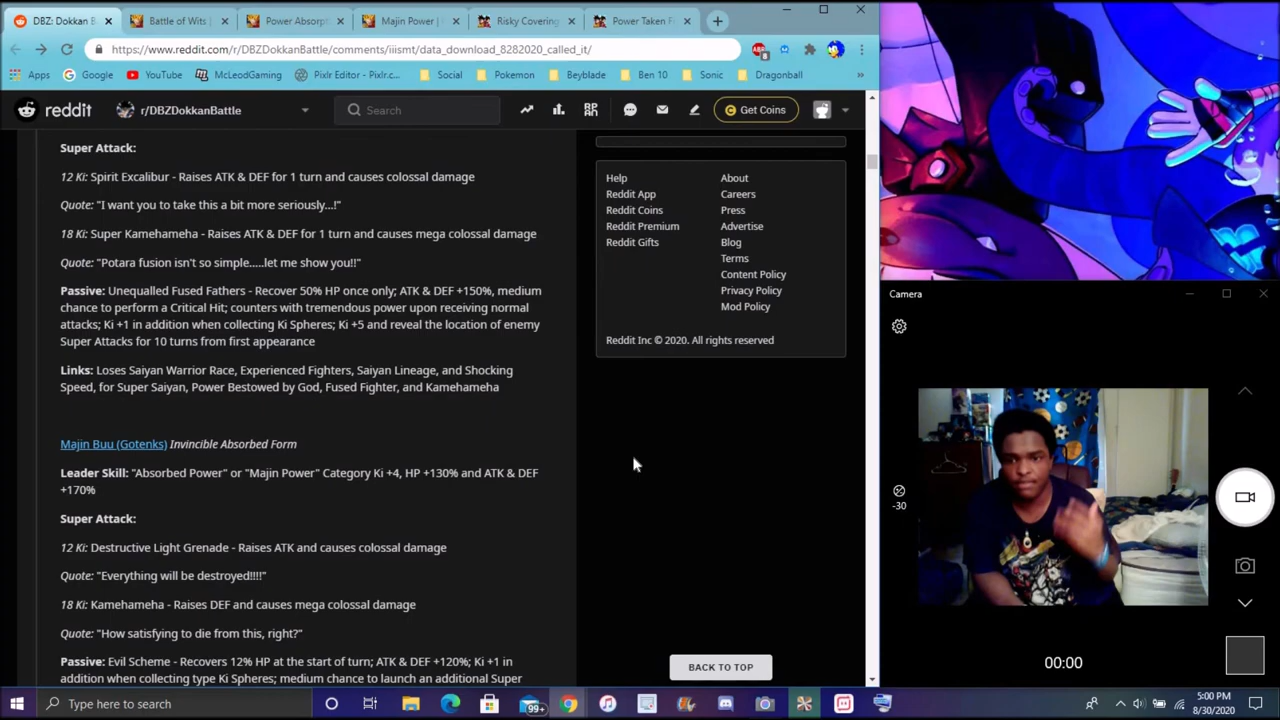 DBZ: Dokkan B
Battle of Wits
Power Absorp
Majin Power |
Risky Covering
Power Taken F
https://www.reddit.com/r/DBZDokkanBattle/comments/iiismt/data_download_8282020_called_it/
Apps Google YouTube McLeodGaming Pixlr Editor - Pixlr.c... Social Pokemon Beyblade Ben 10 Sonic Dragonball »
reddit r/DBZDokkanBattle Search Get Coins
Super Attack:
12 Ki: Spirit Excalibur - Raises ATK & DEF for 1 turn and causes colossal damage
Quote: "I want you to take this a bit more seriously...!"
18 Ki: Super Kamehameha - Raises ATK & DEF for 1 turn and causes mega colossal damage
Quote: "Potara fusion isn't so simple.....let me show you!!"
Passive: Unequalled Fused Fathers - Recover 50% HP once only; ATK & DEF +150%, medium
chance to perform a Critical Hit; counters with tremendous power upon receiving normal
attacks; Ki +1 in addition when collecting Ki Spheres; Ki +5 and reveal the location of enemy
Super Attacks for 10 turns from first appearance
Links: Loses Saiyan Warrior Race, Experienced Fighters, Saiyan Lineage, and Shocking
Speed, for Super Saiyan, Power Bestowed by God, Fused Fighter, and Kamehameha
Majin Buu (Gotenks) Invincible Absorbed Form
Leader Skill: "Absorbed Power" or "Majin Power" Category Ki +4, HP +130% and ATK & DEF
+170%
Super Attack:
12 Ki: Destructive Light Grenade - Raises ATK and causes colossal damage
Quote: "Everything will be destroyed!!!!"
18 Ki: Kamehameha - Raises DEF and causes mega colossal damage
Quote: "How satisfying to die from this, right?"
Passive: Evil Scheme - Recovers 12% HP at the start of turn; ATK & DEF +120%; Ki +1 in
addition when collecting type Ki Spheres; medium chance to launch an additional Super
Help About
Reddit App Careers
Reddit Coins Press
Reddit Premium Advertise
Reddit Gifts Blog
Terms
Content Policy
Privacy Policy
Mod Policy
Reddit Inc © 2020. All rights reserved
BACK TO TOP
Camera
-30
00:00
Type here to search
99+
5:00 PM
8/30/2020